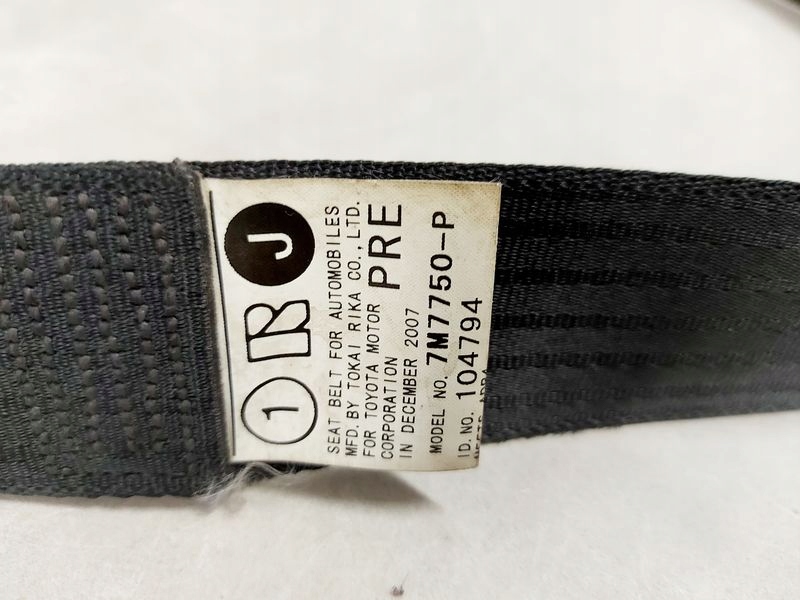 1 R J
SEAT BELT FOR AUTOMOBILES
MFD. BY TOKAI RIKA CO., LTD.
FOR TOYOTA MOTOR
CORPORATION PRE
IN DECEMBER 2007
MODEL NO. 7M7750-P
ID. NO. 104794